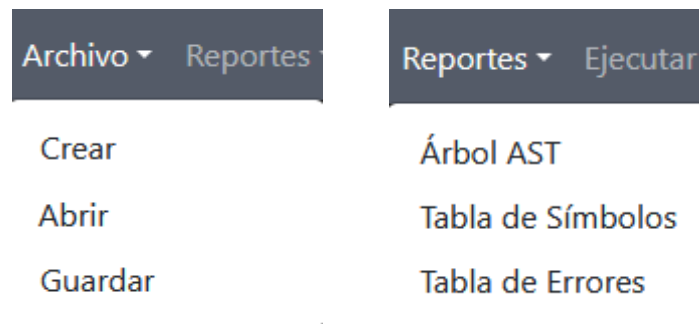 Archivo Reportes
Crear
Abrir
Guardar
Reportes Ejecutar
Árbol AST
Tabla de Símbolos
Tabla de Errores